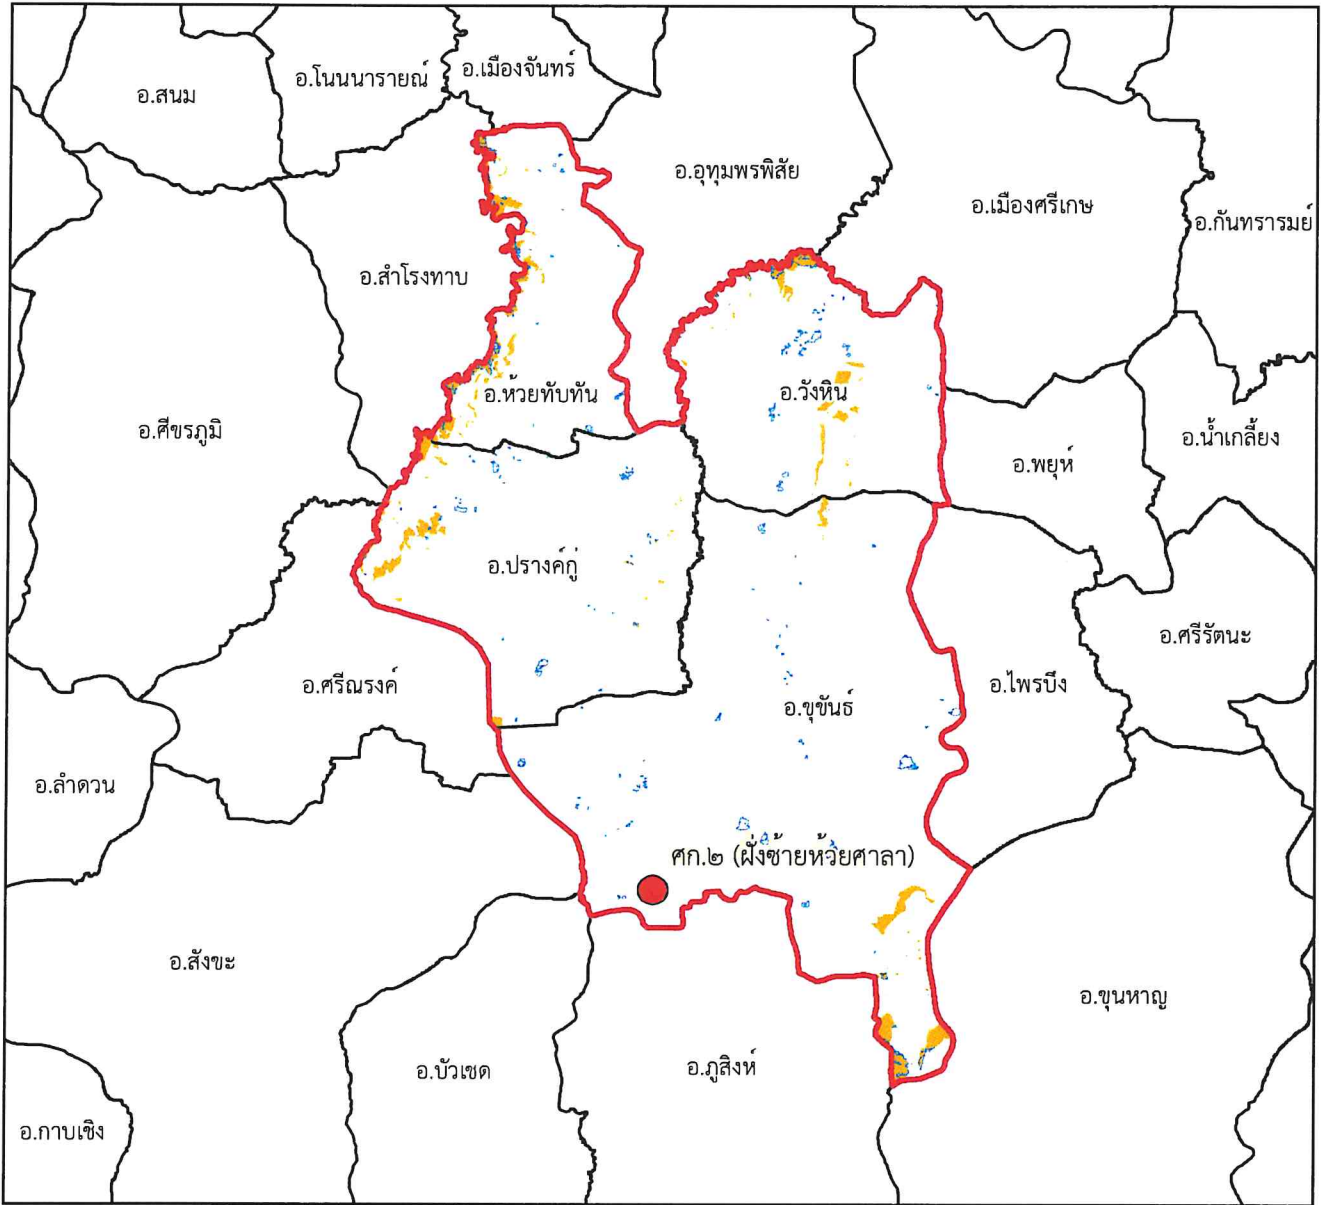 อ.สนม
อ.โนนนารายณ์
อ.เมืองจันทร์
อ.อุทุมพรพิสัย
อ.เมืองศรีเกษ
อ.กันทรารมย์
อ.สำโรงทาบ
อ.ห้วยทับทัน
อ.วังหิน
อ.ศีขรภูมิ
อ.พยุห์
อ.น้ำเกลี้ยง
อ.ปรางค์กู่
อ.ศรีรัตนะ
อ.ศรีณรงค์
อ.ไพรบึง
อ.ขุขันธ์
อ.ลำดวน
ศก.๒ (ฝั่งซ้ายห้วยศาลา)
อ.สังขะ
อ.ขุนหาญ
อ.บัวเชด
อ.ภูสิงห์
อ.กาบเชิง